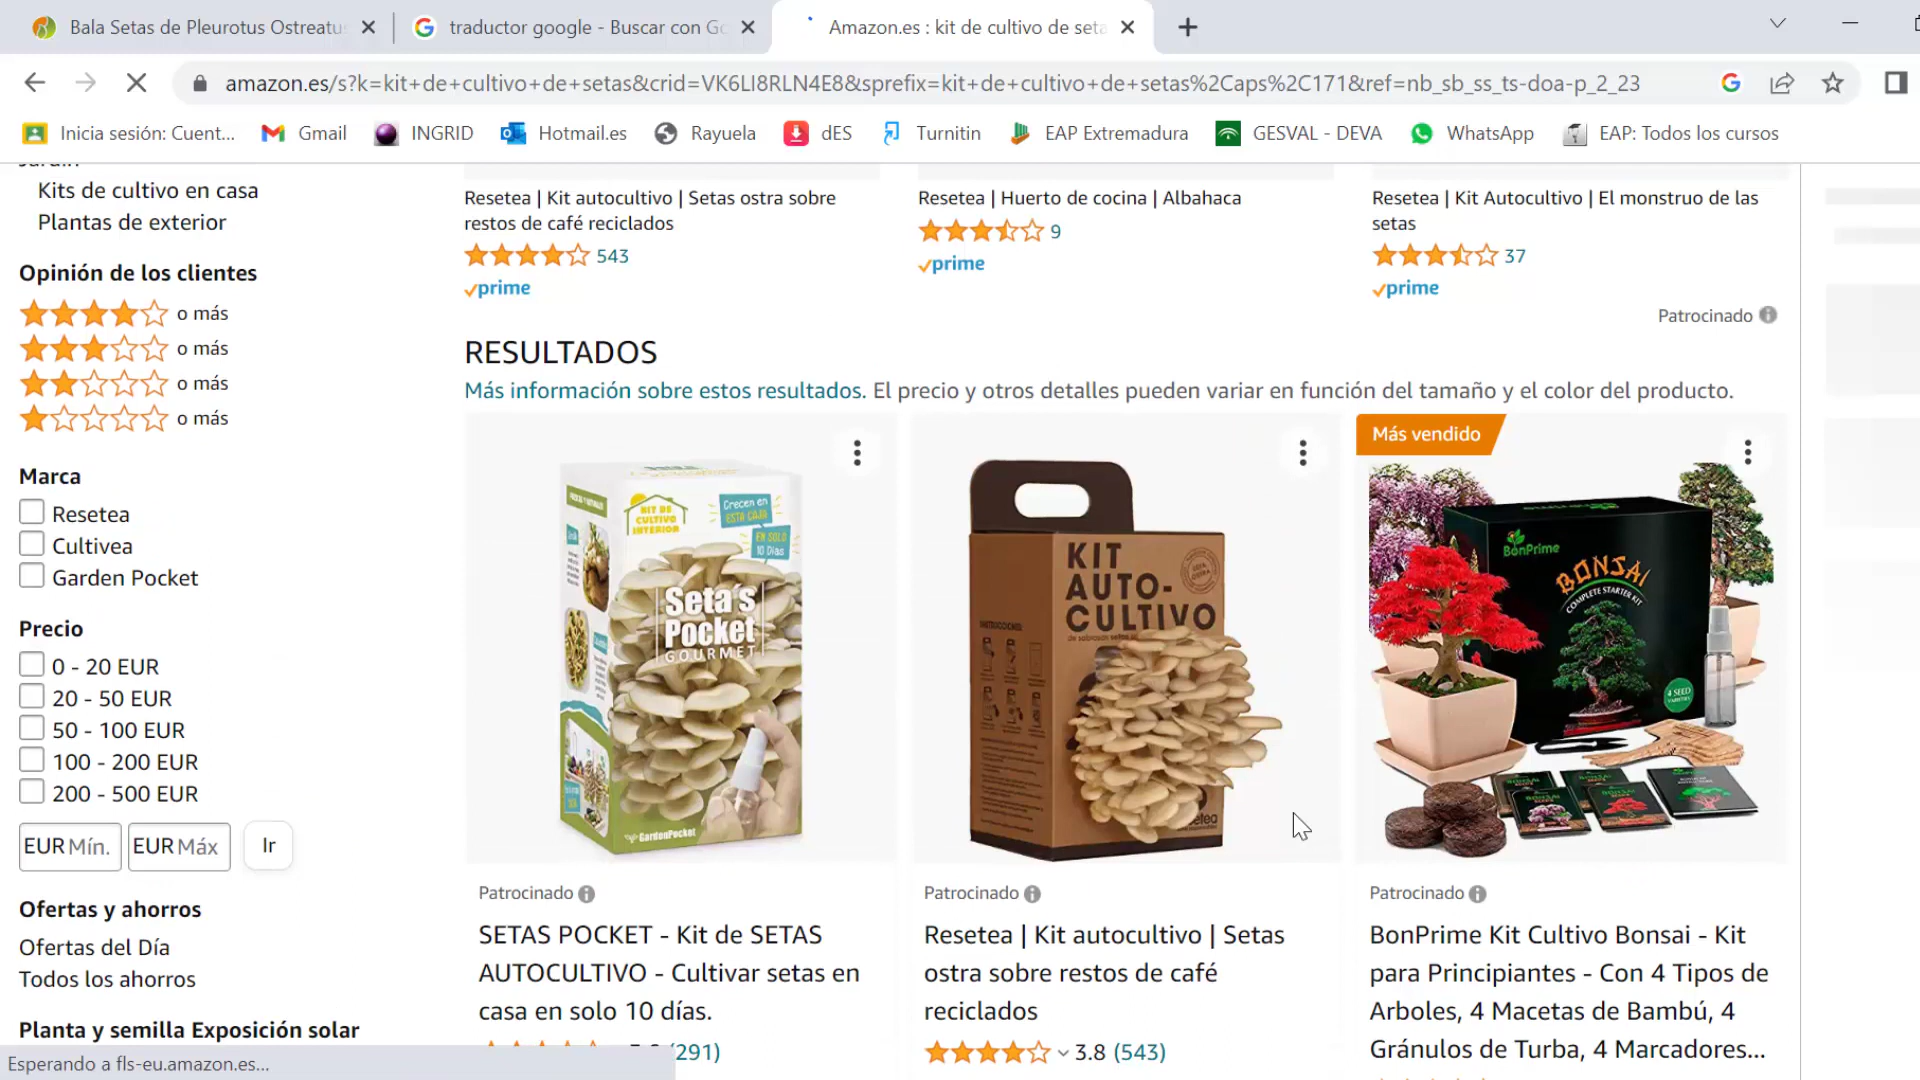 Bala Setas de Pleurotus Ostreatus
traductor google - Buscar con Go
Amazon.es : kit de cultivo de seta
amazon.es/s?k=kit+de+cultivo+de+setas&crid=VK6LI8RLN4E8&sprefix=kit+de+cultivo+de+setas%2Caps%2C171&ref=nb_sb_ss_ts-doa-p_2_23
Inicia sesión: Cuent... Gmail INGRID Hotmail.es Rayuela dES Turnitin EAP Extremadura GESVAL - DEVA WhatsApp EAP: Todos los cursos
Jardín
Kits de cultivo en casa
Plantas de exterior
Opinión de los clientes
o más
o más
o más
o más
Marca
Resetea
Cultivea
Garden Pocket
Precio
0 - 20 EUR
20 - 50 EUR
50 - 100 EUR
100 - 200 EUR
200 - 500 EUR
EUR Mín. EUR Máx Ir
Ofertas y ahorros
Ofertas del Día
Todos los ahorros
Planta y semilla Exposición solar
Esperando a fls-eu.amazon.es...
Resetea | Kit autocultivo | Setas ostra sobre
restos de café reciclados
543
prime
Resetea | Huerto de cocina | Albahaca
9
prime
Resetea | Kit Autocultivo | El monstruo de las
setas
37
prime
Patrocinado
RESULTADOS
Más información sobre estos resultados. El precio y otros detalles pueden variar en función del tamaño y el color del producto.
KIT DE
CULTIVO
INTERIOR
Crecen en
ESTA CAJA
EN SOLO
10 Días
Seta's
Pocket
GOURMET
GardenPocket
Patrocinado
SETAS POCKET - Kit de SETAS
AUTOCULTIVO - Cultivar setas en
casa en solo 10 días.
(291)
KIT
AUTO-
CULTIVO
Patrocinado
Resetea | Kit autocultivo | Setas
ostra sobre restos de café
reciclados
3.8 (543)
Más vendido
BonPrime
BONSAI
COMPLETE STARTER KIT
4 SEED
Patrocinado
BonPrime Kit Cultivo Bonsai - Kit
para Principiantes - Con 4 Tipos de
Arboles, 4 Macetas de Bambú, 4
Gránulos de Turba, 4 Marcadores...